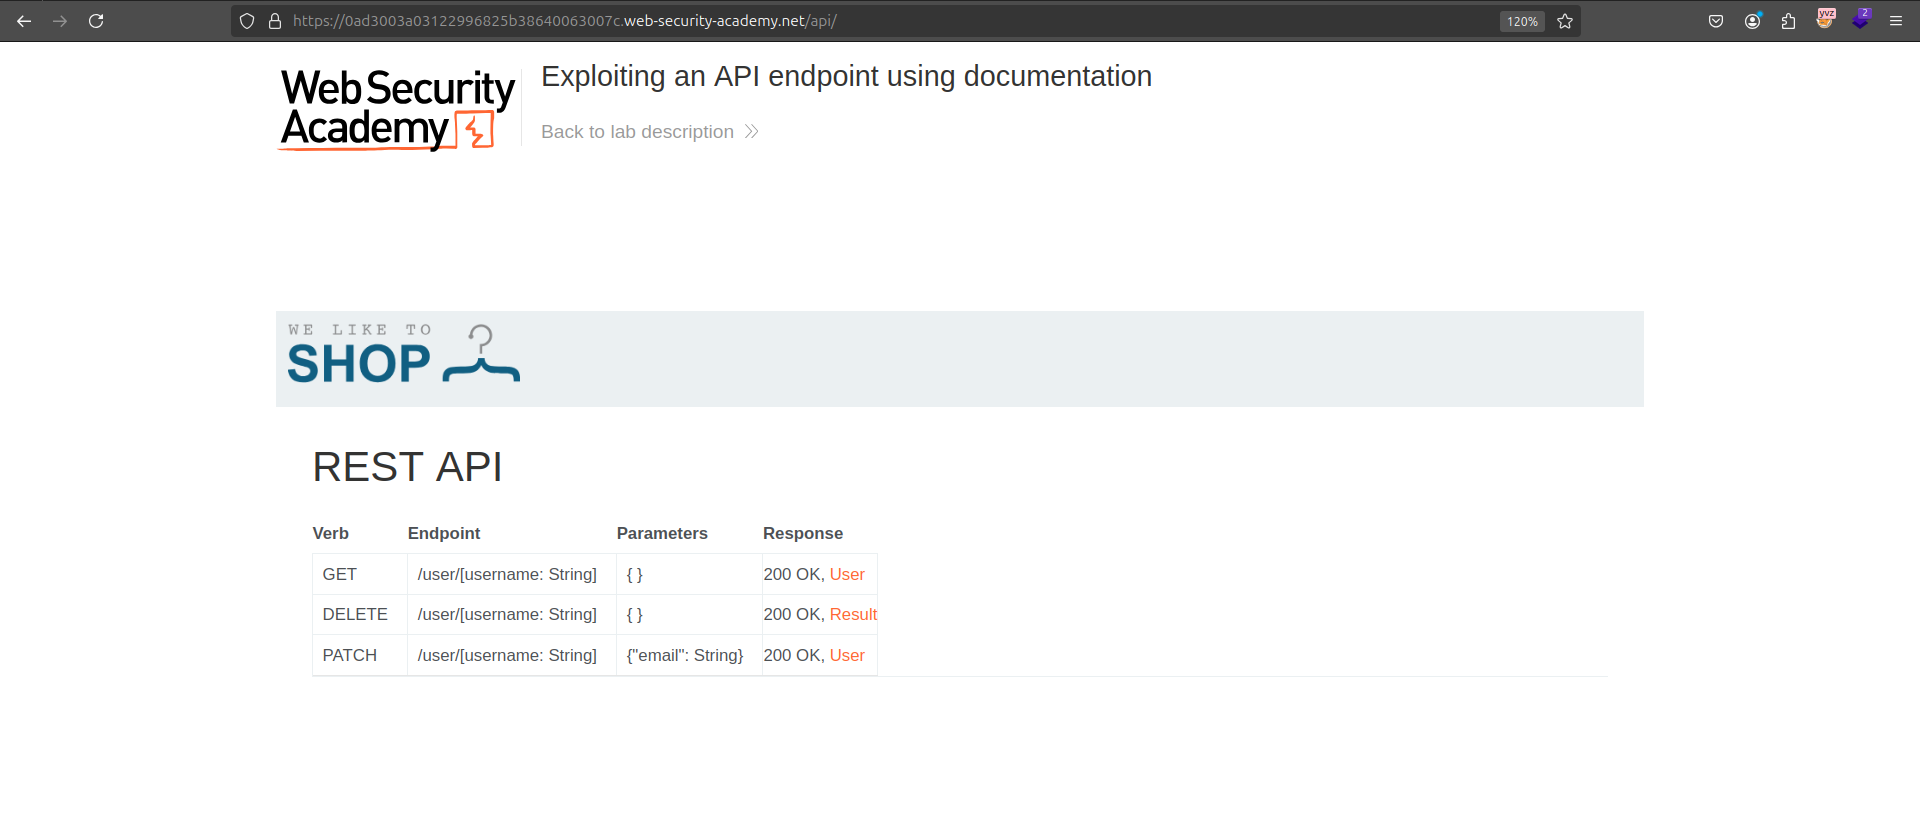 https://0ad3003a03122996825b38640063007c.web-security-academy.net/api/
120%
yvz
2
Web Security
Academy
Exploiting an API endpoint using documentation
Back to lab description
WE LIKE TO
SHOP
REST API
Verb Endpoint Parameters Response
GET /user/[username: String] { } 200 OK, User
DELETE /user/[username: String] { } 200 OK, Result
PATCH /user/[username: String] {"email": String} 200 OK, User